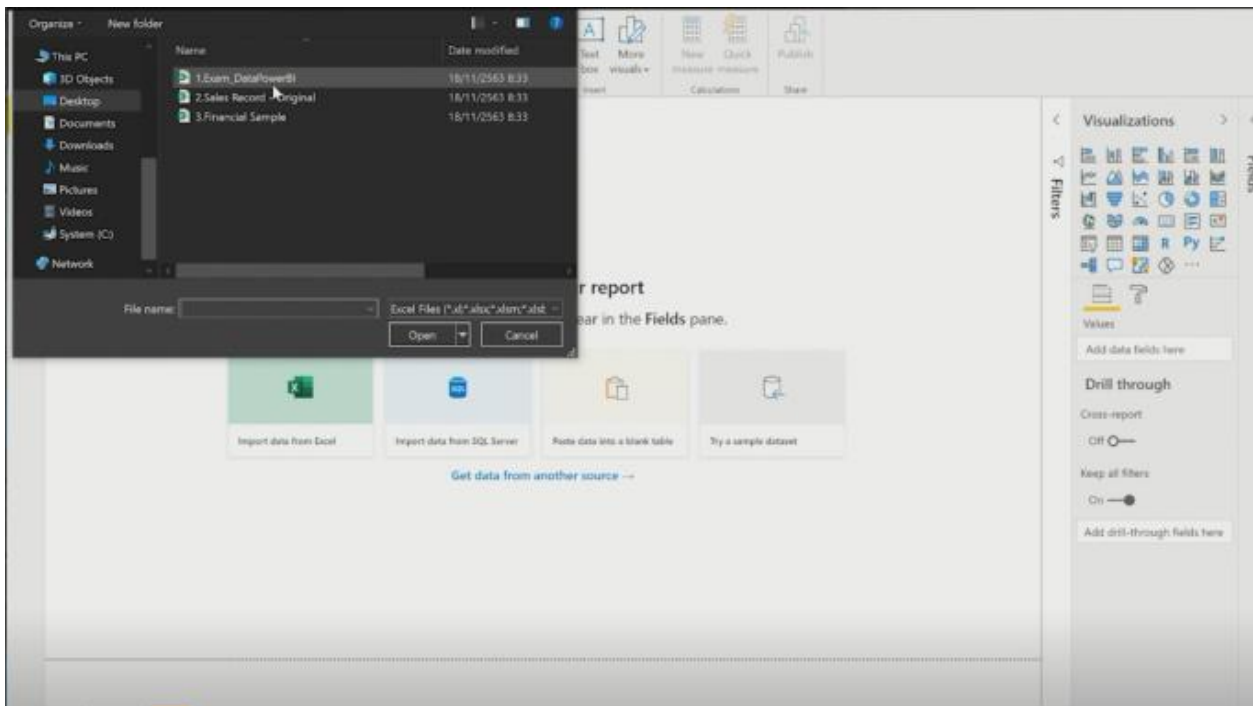 Organize
New folder
This PC
3D Objects
Desktop
Documents
Downloads
Music
Pictures
Videos
System (C:)
Network
Name
Date modified
1.Exam_DataPowerBI
18/11/2563 8:33
2.Sales Record - Original
18/11/2563 8:33
3.Financial Sample
18/11/2563 8:33
File name:
Excel Files (*.xl;*.xlsx;*.xlsm;*.xlsb
Open
Cancel
A
Text box
More visuals
New measure
Quick measure
Publish
Insert
Calculations
Share
r report
ear in the Fields pane.
SQL
Import data from Excel
Import data from SQL Server
Paste data into a blank table
Try a sample dataset
Get data from another source →
Filters
Visualizations
R
Py
Values
Add data fields here
Drill through
Cross-report
Off
Keep all filters
On
Add drill-through fields here
Fields